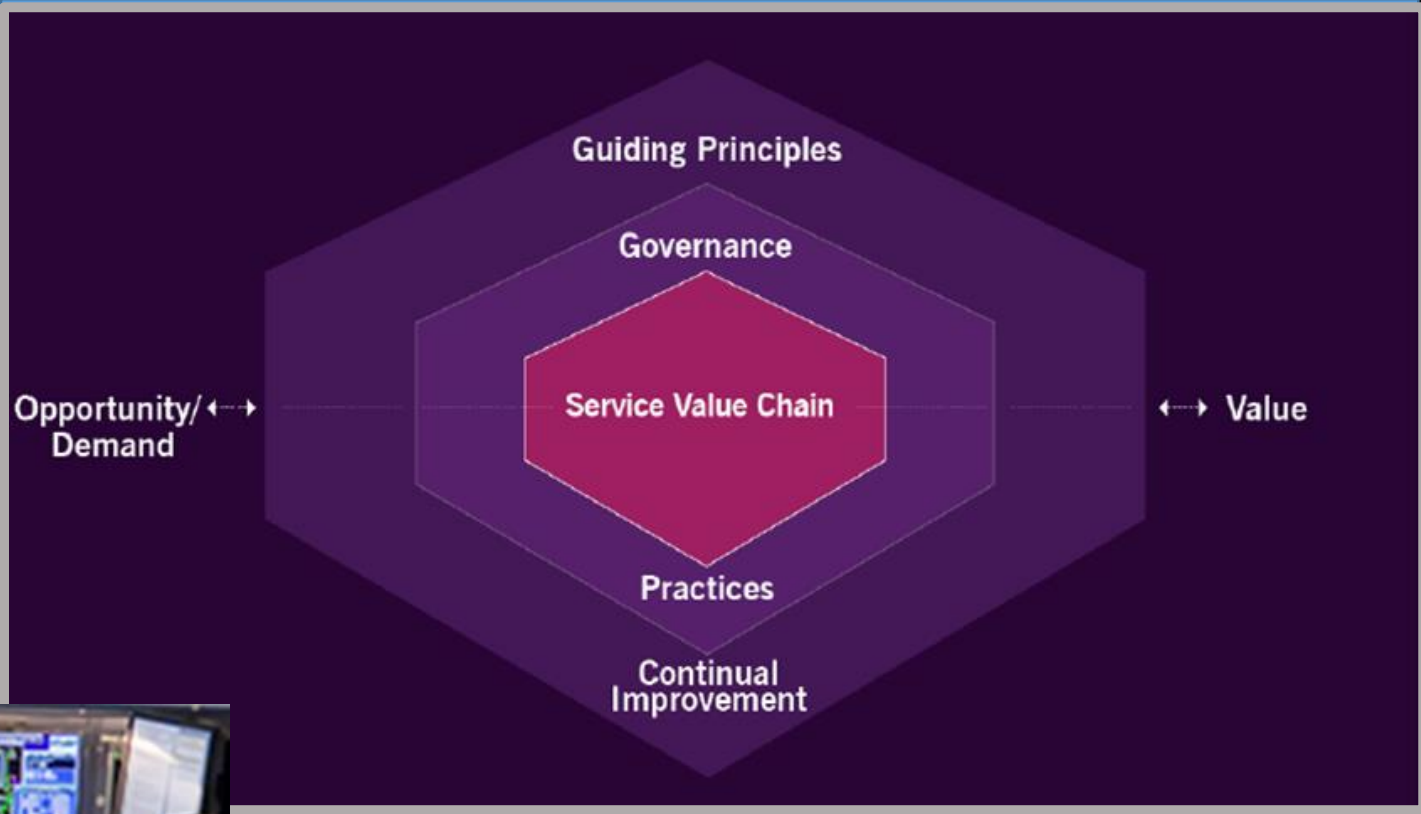 Guiding Principles
Governance
Opportunity/
Demand
Service Value Chain
Value
Practices
Continual
Improvement